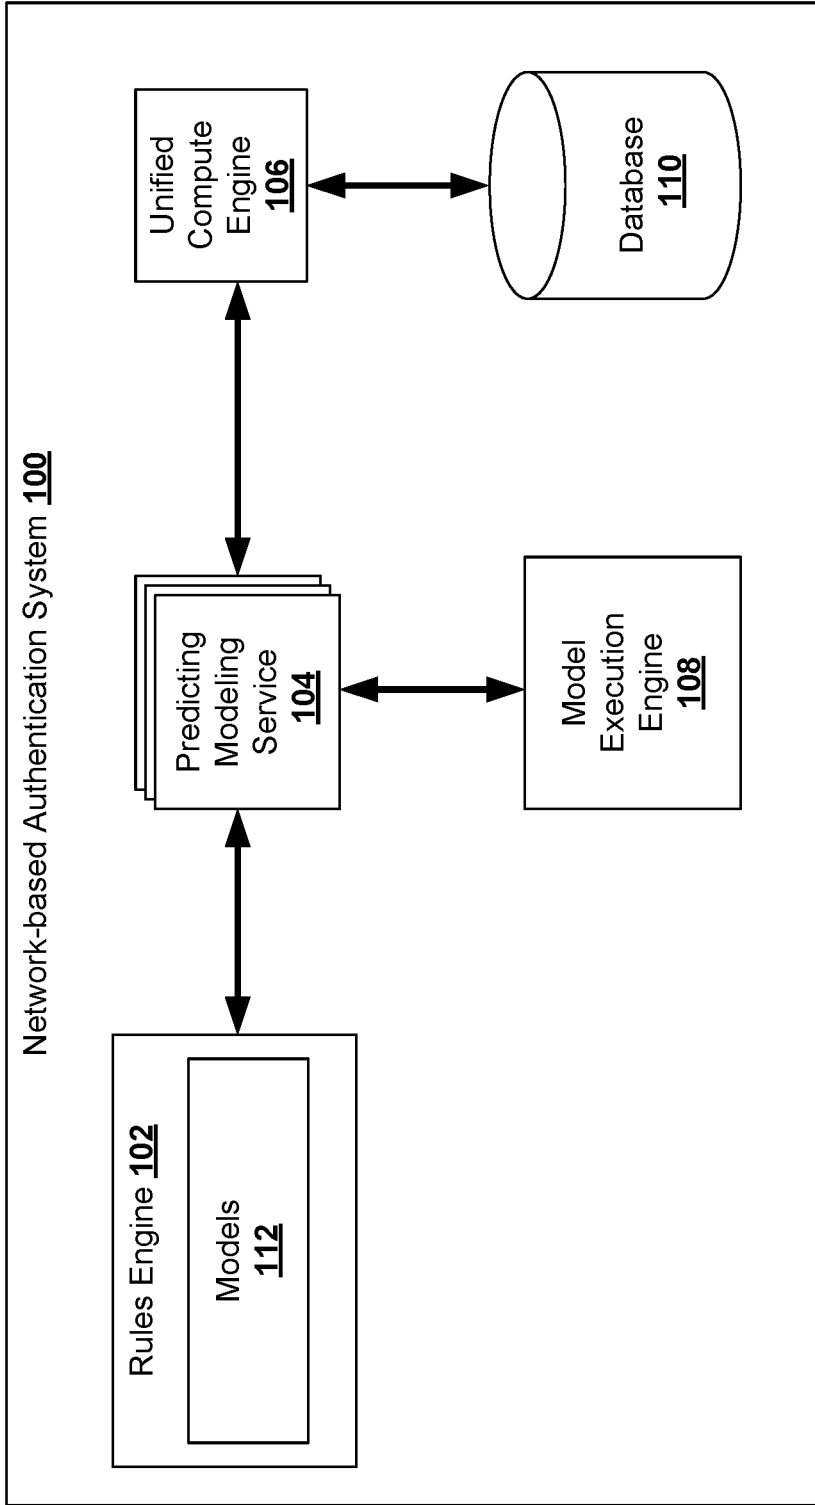 Network-based Authentication System 100
Rules Engine 102
Models
112
Predicting
Modeling
Service
104
Unified
Compute
Engine
106
Model
Execution
Engine
108
Database
110